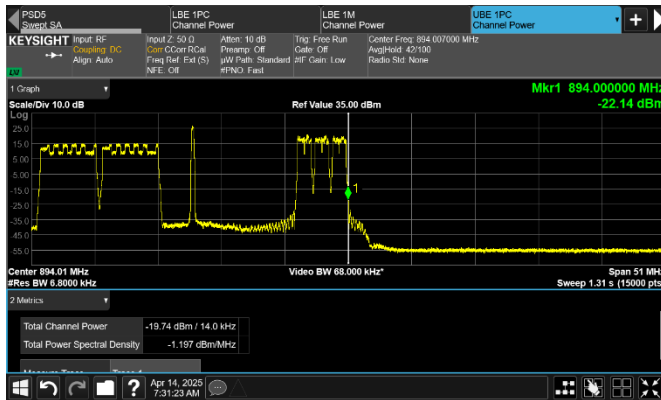 PSD5
Swept SA
LBE 1PC
Channel Power
LBE 1M
Channel Power
UBE 1PC
Channel Power
KEYSIGHT
Input: RF
Coupling: DC
Align: Auto
Input Z: 50 Ω
Corr CCorr RCal
Freq Ref: Ext (S)
NFE: Off
Atten: 10 dB
Preamp: Off
µW Path: Standard
#PNO: Fast
Trig: Free Run
Gate: Off
#IF Gain: Low
Center Freq: 894.007000 MHz
Avg|Hold: 42/100
Radio Std: None
LU
1 Graph
Mkr1 894.000000 MHz
-22.14 dBm
Scale/Div 10.0 dB
Ref Value 35.00 dBm
Log
25.0
15.0
5.00
-5.00
-15.0
-25.0
-35.0
-45.0
-55.0
1
Center 894.01 MHz
Video BW 68.000 kHz*
Span 51 MHz
#Res BW 6.8000 kHz
Sweep 1.31 s (15000 pts)
2 Metrics
Total Channel Power
-19.74 dBm / 14.0 kHz
Total Power Spectral Density
-1.197 dBm/MHz
Apr 14, 2025
7:31:23 AM